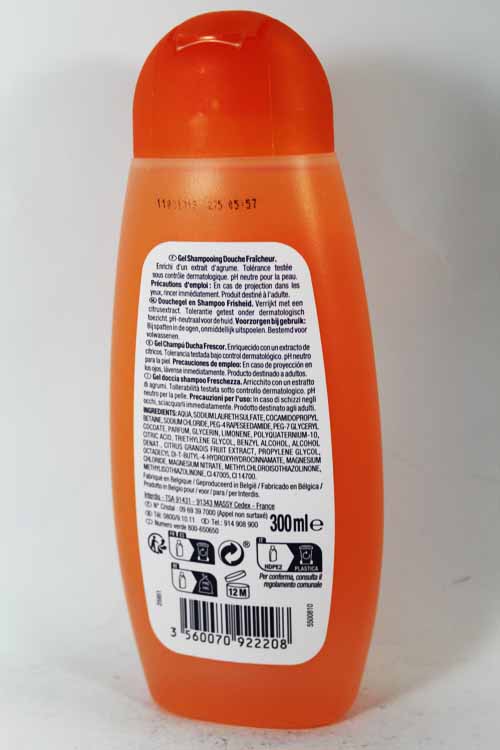 275 05:57
F Gel Shampooing Douche Fraîcheur.
Enrichi d'un extrait d'agrume. Tolérance testée
sous contrôle dermatologique. pH neutre pour la peau.
Précautions d'emploi : En cas de projection dans les
yeux, rincer immédiatement. Produit destiné à l'adulte.
Douchegel en Shampoo Frisheid. Verrijkt met een
citrusextract. Tolerantie getest onder dermatologisch
toezicht. pH-neutraal voor de huid. Voorzorgen bij gebruik:
Bij spatten in de ogen, onmiddellijk uitspoelen. Bestemd voor
volwassenen.
Gel Champú Ducha Frescor. Enriquecido con un extracto de
cítricos. Tolerancia testada bajo control dermatológico. pH neutro
para la piel. Precauciones de empleo: En caso de proyección en
los ojos, lávense inmediatamente. Producto destinado a adultos.
Gel doccia shampoo Freschezza. Arricchito con un estratto
di agrumi. Tollerabilità testata sotto controllo dermatologico. pH
neutro per la pelle. Precauzioni per l'uso: In caso di schizzi negli
occhi, sciacquarli immediatamente. Prodotto destinato agli adulti.
INGREDIENTS: AQUA, SODIUM LAURETH SULFATE, COCAMIDOPROPYL
BETAINE, SODIUM CHLORIDE, PEG-4 RAPESEEDAMIDE, PEG-7 GLYCERYL
COCOATE, PARFUM, GLYCERIN, LIMONENE, POLYQUATERNIUM-10,
CITRIC ACID, TRIETHYLENE GLYCOL, BENZYL ALCOHOL, ALCOHOL
DENAT., CITRUS GRANDIS FRUIT EXTRACT, PROPYLENE GLYCOL,
OCTADECYL DI-T-BUTYL-4-HYDROXYHYDROCINNAMATE, MAGNESIUM
CHLORIDE, MAGNESIUM NITRATE, METHYLCHLOROISOTHIAZOLINONE,
METHYLISOTHIAZOLINONE, CI 47005, CI 14700.
Fabriqué en Belgique / Geproduceerd in België / Fabricado en Bélgica /
Prodotto in Belgio pour / voor / para / per Interdis.
Interdis - TSA 91431 - 91343 MASSY Cedex - France
N° Cristal : 09 69 39 7000 (Appel non surtaxé)
Tél: 0800/9.10.11 Tel.: 914 908 900
Numero verde 800-650650
300 ml e
HDPE2
PLASTICA
Per conferma, consulta il
regolamento comunale
12 M
5500810
3 560070 922208